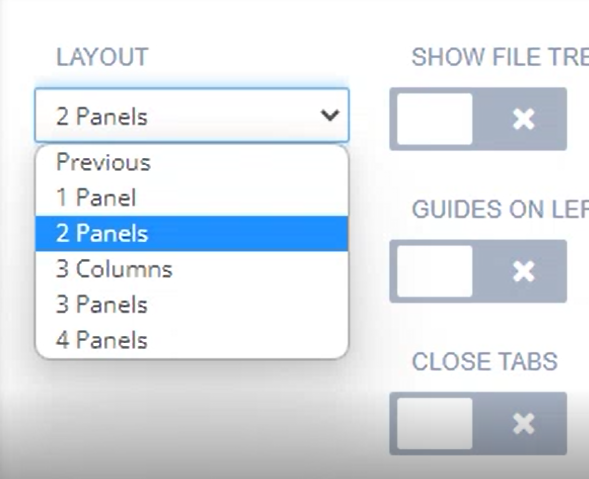 LAYOUT
2 Panels
Previous
1 Panel
2 Panels
3 Columns
3 Panels
4 Panels
SHOW FILE TRE
GUIDES ON LEF
CLOSE TABS